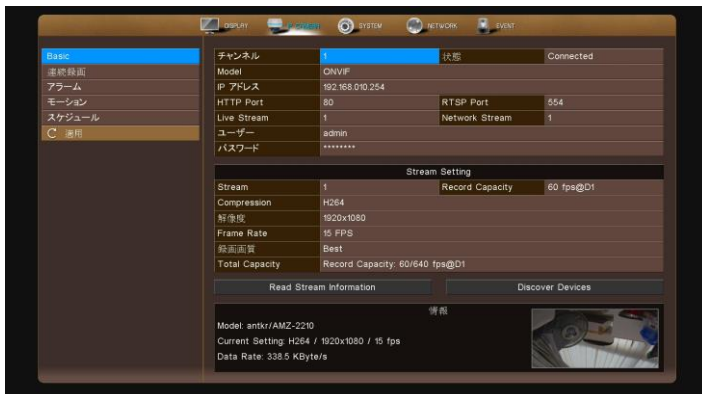 DISPLAY SYSTEM NETWORK EVENT
Basic
連続録画
アラーム
モーション
スケジュール
適用
チャンネル 1 状態 Connected
Model ONVIF
IP アドレス 192.168.010.254
HTTP Port 80 RTSP Port 554
Live Stream 1 Network Stream 1
ユーザー admin
パスワード ********
Stream Setting
Stream 1 Record Capacity 60 fps@D1
Compression H264
解像度 1920x1080
Frame Rate 15 FPS
録画画質 Best
Total Capacity Record Capacity: 60/640 fps@D1
Read Stream Information Discover Devices
情報
Model: antkr/AMZ-2210
Current Setting: H264 / 1920x1080 / 15 fps
Data Rate: 338.5 KByte/s